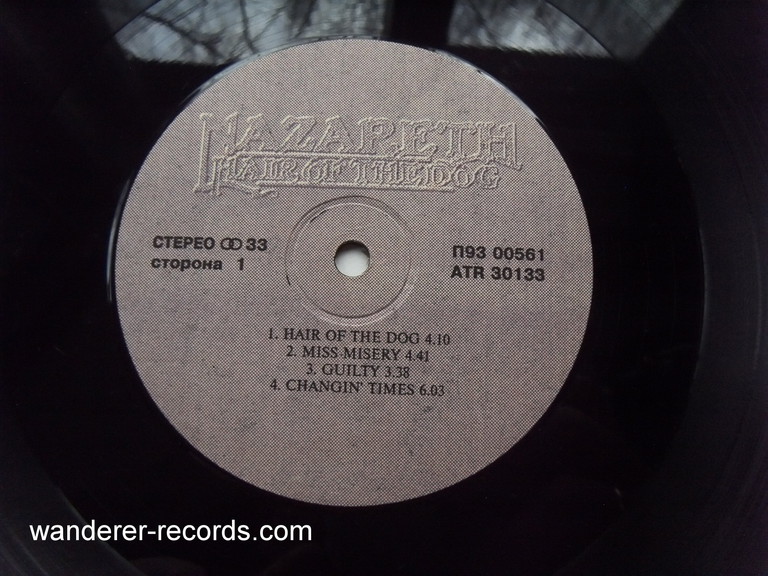 NAZARETH
HAIR OF THE DOG
СТЕРЕО ꝏ 33
сторона 1
П93 00561
ATR 30133
1. HAIR OF THE DOG 4.10
2. MISS MISERY 4.41
3. GUILTY 3.38
4. CHANGIN' TIMES 6.03
wanderer-records.com